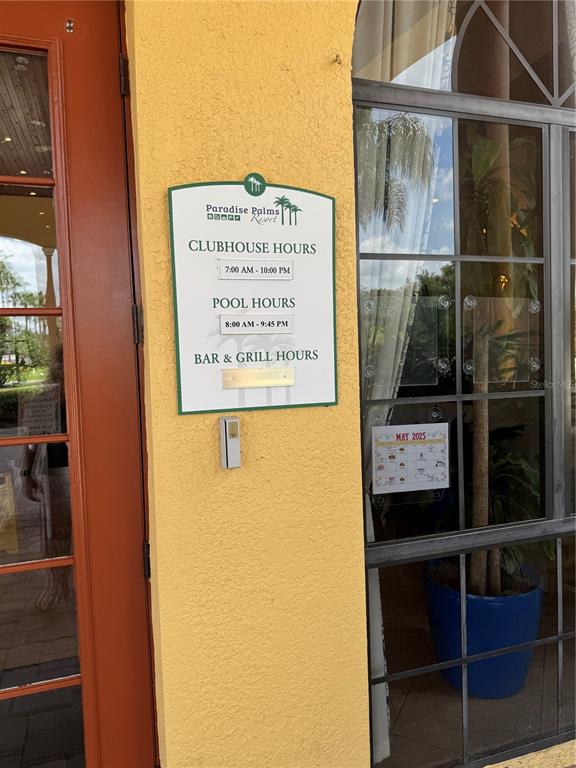 Paradise Palms
Resort
CLUBHOUSE HOURS
7:00 AM - 10:00 PM
POOL HOURS
8:00 AM - 9:45 PM
BAR & GRILL HOURS
MAY 2025
Stellar